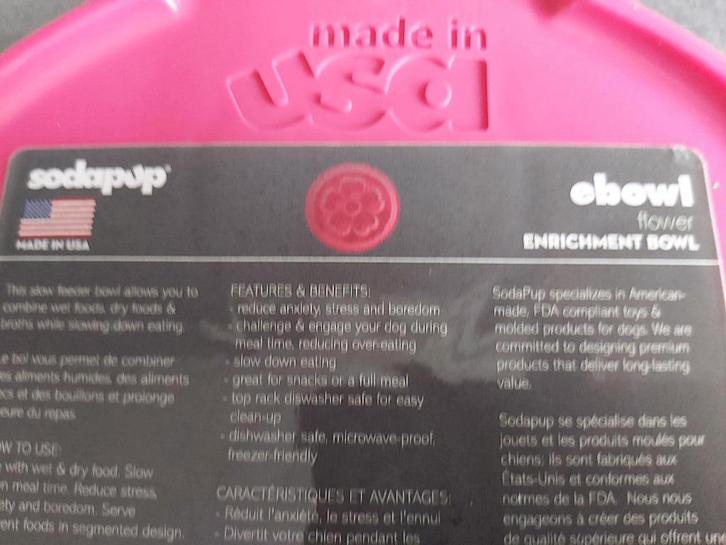 made in
usa
sodapup
MADE IN USA
ebowl
flower
ENRICHMENT BOWL
This slow feeder bowl allows you to
combine wet foods, dry foods &
broths while slowing down eating.
bol vous permet de combiner
aliments humides, des aliments
et des bouillons et prolonge
du repas.
TO USE:
with wet & dry food. Slow
meal time. Reduce stress,
and boredom. Serve
foods in segmented design.
FEATURES & BENEFITS:
- reduce anxiety, stress and boredom
- challenge & engage your dog during
meal time, reducing over-eating
- slow down eating
- great for snacks or a full meal
- top rack diswasher safe for easy
clean-up
- dishwasher safe, microwave-proof,
freezer-friendly
CARACTÉRISTIQUES ET AVANTAGES:
- Réduit l'anxiété, le stress et l'ennui
- Divertit votre chien pendant les
SodaPup specializes in American-
made, FDA compliant toys &
molded products for dogs. We are
committed to designing premium
products that deliver long-lasting
value.
Sodapup se spécialise dans les
jouets et les produits moulés pour
chiens; ils sont fabriqués aux
États-Unis et conformes aux
normes de la FDA. Nous nous
engageons à créer des produits
de qualité supérieure qui offrent une